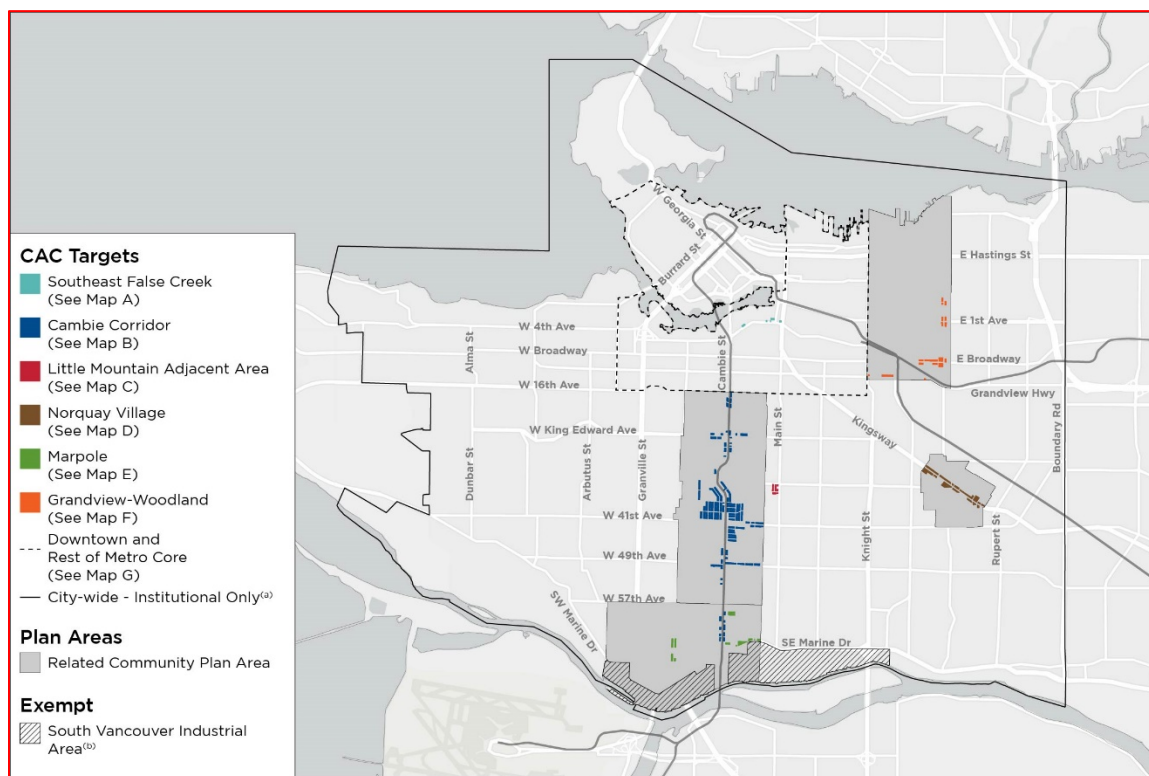 CAC Targets
Southeast False Creek
(See Map A)
Cambie Corridor
(See Map B)
Little Mountain Adjacent Area
(See Map C)
Norquay Village
(See Map D)
Marpole
(See Map E)
Grandview-Woodland
(See Map F)
Downtown and
Rest of Metro Core
(See Map G)
City-wide - Institutional Only(a)
Plan Areas
Related Community Plan Area
Exempt
South Vancouver Industrial
Area(b)
W Georgia St
Burrard St
E Hastings St
W 4th Ave
E 1st Ave
Alma St
W Broadway
Cambie St
E Broadway
W 16th Ave
Grandview Hwy
Main St
Kingsway
Boundary Rd
W King Edward Ave
Dunbar St
Arbutus St
Granville St
W 41st Ave
Knight St
Rupert St
W 49th Ave
W 57th Ave
SW Marine Dr
SE Marine Dr